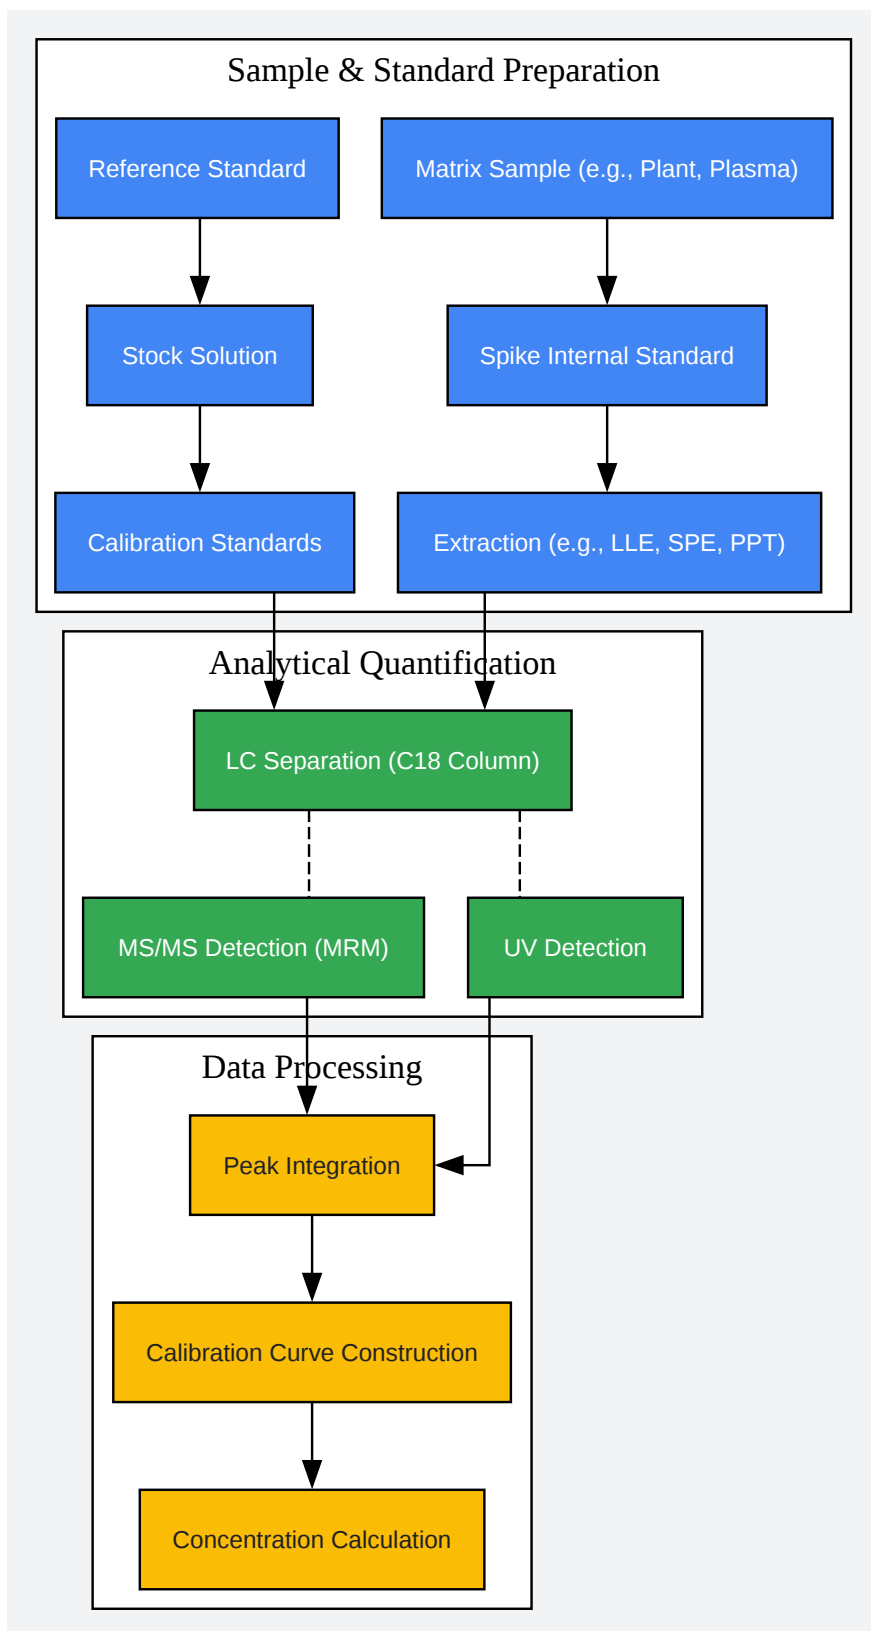 Sample & Standard Preparation
Reference Standard
Matrix Sample (e.g., Plant, Plasma)
Stock Solution
Spike Internal Standard
Calibration Standards
Extraction (e.g., LLE, SPE, PPT)
Analytical Quantification
LC Separation (C18 Column)
MS/MS Detection (MRM)
UV Detection
Data Processing
Peak Integration
Calibration Curve Construction
Concentration Calculation